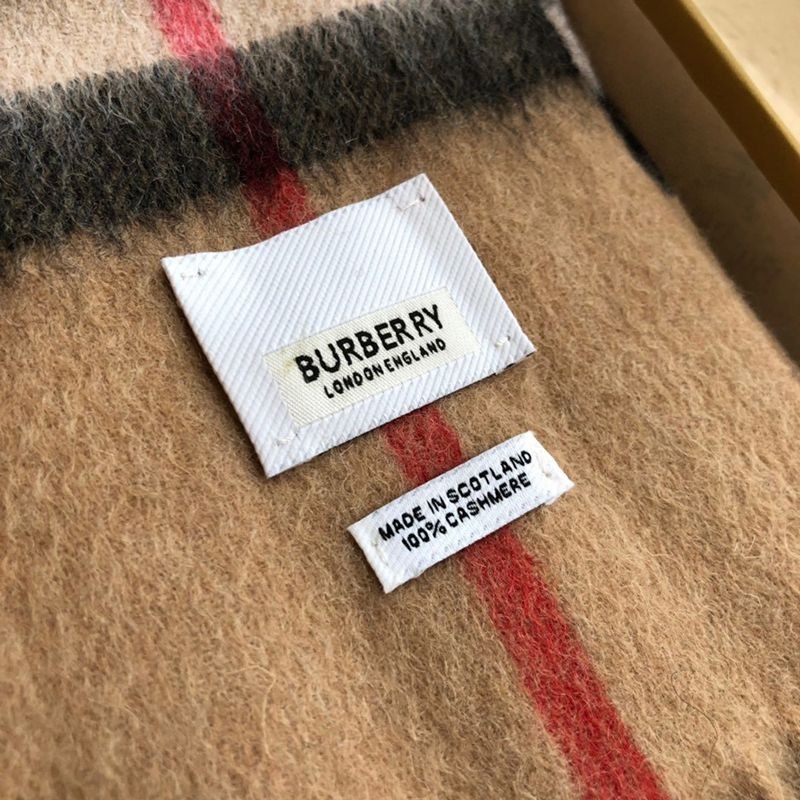 BURBERRY
LONDON ENGLAND
MADE IN SCOTLAND
100% CASHMERE